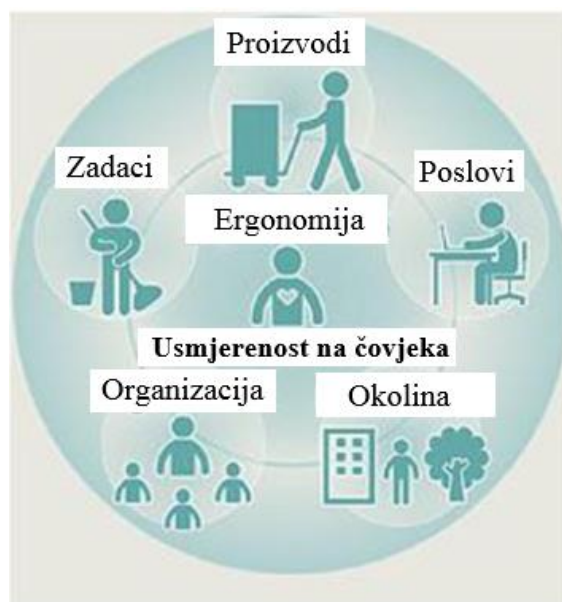 Proizvodi
Zadaci
Poslovi
Ergonomija
Usmjerenost na čovjeka
Organizacija
Okolina